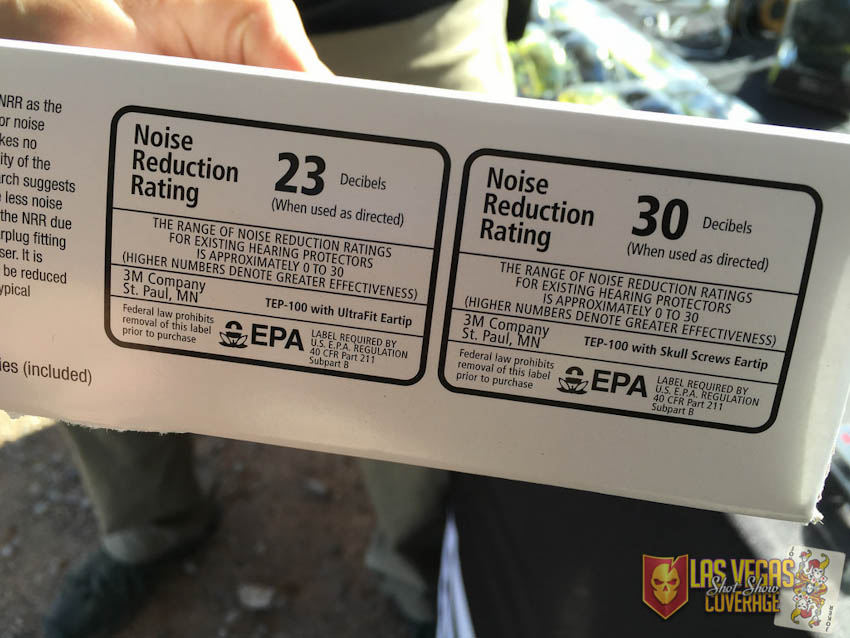 NRR as the
or noise
kes no
ity of the
arch suggests
less noise
the NRR due
rplug fitting
ser. It is
be reduced
ypical
ies (included)
Noise
Reduction
Rating
23 Decibels
(When used as directed)
THE RANGE OF NOISE REDUCTION RATINGS
FOR EXISTING HEARING PROTECTORS
IS APPROXIMATELY 0 TO 30
(HIGHER NUMBERS DENOTE GREATER EFFECTIVENESS)
3M Company
St. Paul, MN
TEP-100 with UltraFit Eartip
Federal law prohibits
removal of this label
prior to purchase
EPA
LABEL REQUIRED BY
U.S. E.P.A. REGULATION
40 CFR Part 211
Subpart B
Noise
Reduction
Rating
30 Decibels
(When used as directed)
THE RANGE OF NOISE REDUCTION RATINGS
FOR EXISTING HEARING PROTECTORS
IS APPROXIMATELY 0 TO 30
(HIGHER NUMBERS DENOTE GREATER EFFECTIVENESS)
3M Company
St. Paul, MN
TEP-100 with Skull Screws Eartip
Federal law prohibits
removal of this label
prior to purchase
EPA
LABEL REQUIRED BY
U.S. E.P.A. REGULATION
40 CFR Part 211
Subpart B
LAS VEGAS
Shot Show
COVERAGE